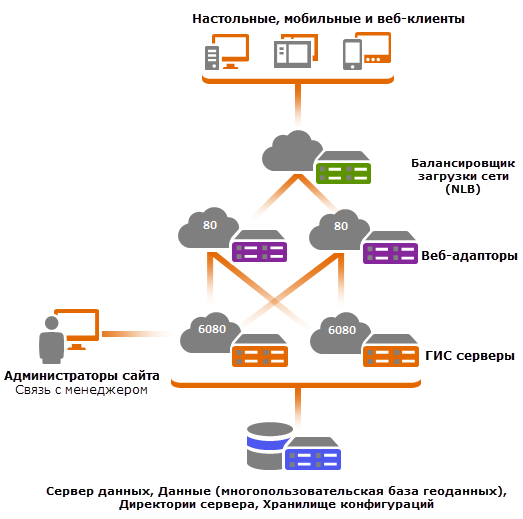 Настольные, мобильные и веб-клиенты
Балансировщик
загрузки сети
(NLB)
80
80
Веб-адапторы
6080
6080
ГИС серверы
Администраторы сайта
Связь с менеджером
Сервер данных, Данные (многопользовательская база геоданных),
Директории сервера, Хранилище конфигураций